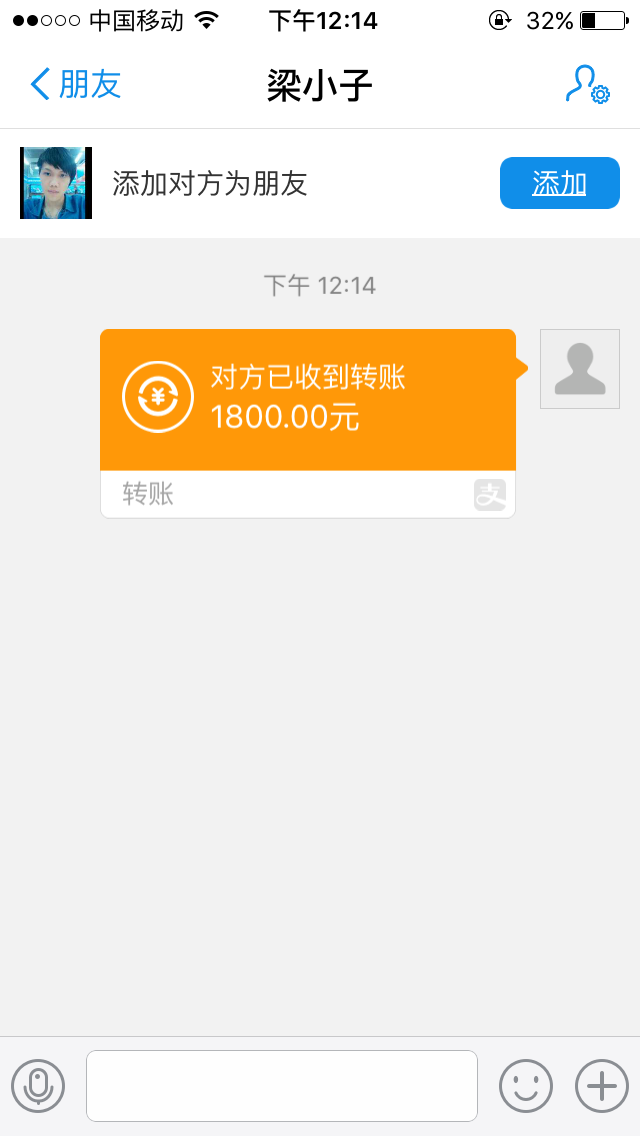 中国移动 下午12:14 32%
朋友 梁小子
添加对方为朋友 添加
下午 12:14
对方已收到转账
1800.00元
转账 支